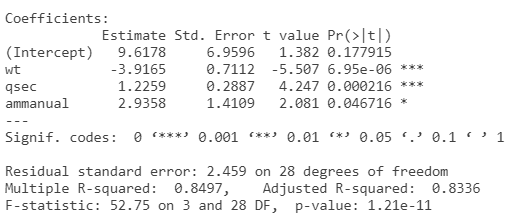 Coefficients:
            Estimate Std. Error t value Pr(>|t|)
(Intercept)   9.6178     6.9596   1.382 0.177915
wt           -3.9165     0.7112  -5.507 6.95e-06 ***
qsec          1.2259     0.2887   4.247 0.000216 ***
ammanual      2.9358     1.4109   2.081 0.046716 *
---
Signif. codes:  0 ‘***’ 0.001 ‘**’ 0.01 ‘*’ 0.05 ‘.’ 0.1 ‘ ’ 1
Residual standard error: 2.459 on 28 degrees of freedom
Multiple R-squared:  0.8497,    Adjusted R-squared:  0.8336
F-statistic: 52.75 on 3 and 28 DF,  p-value: 1.21e-11